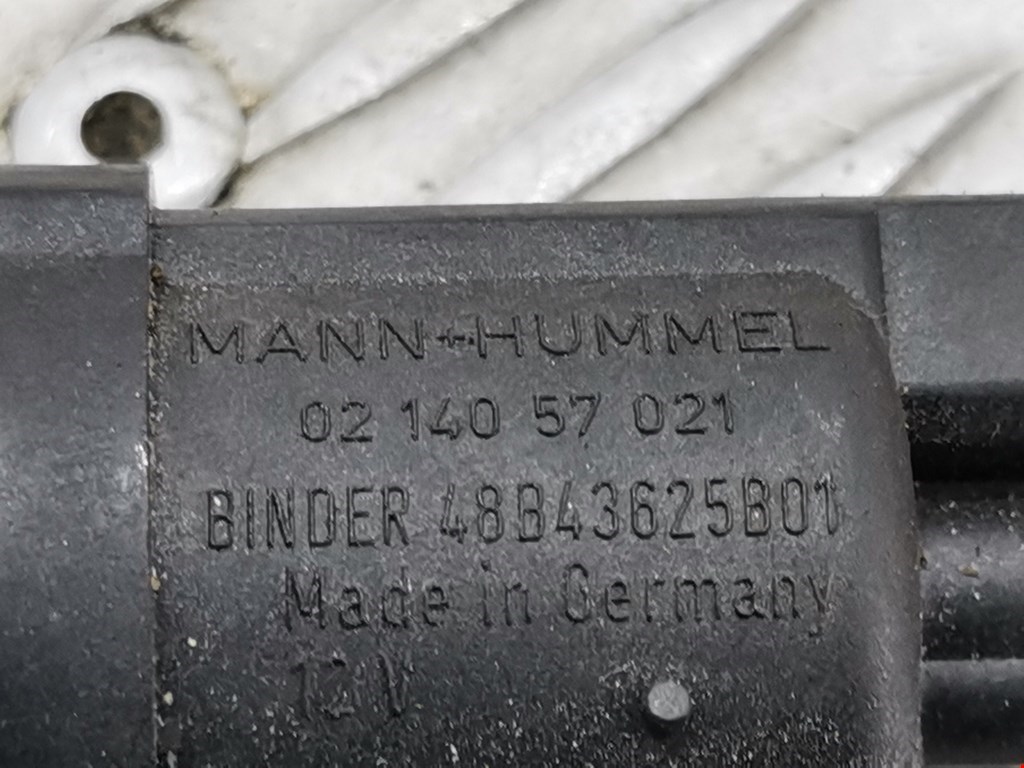 MANN+HUMMEL
02 140 57 021
BINDER 48B43625B01
Made in Germany
12 V